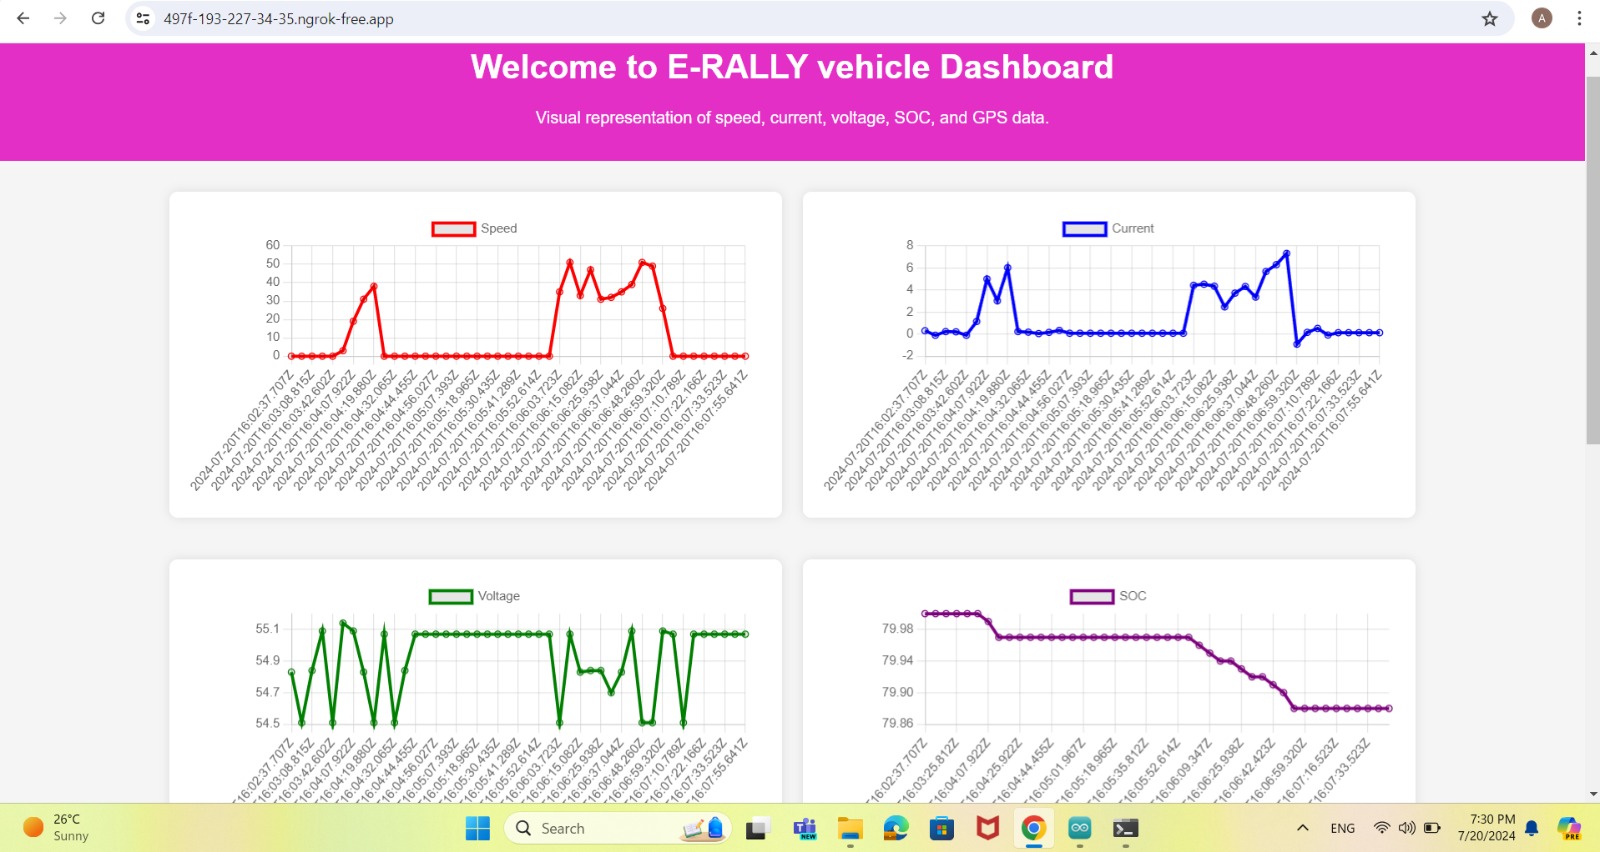 497f-193-227-34-35.ngrok-free.app
A
Welcome to E-RALLY vehicle Dashboard
Visual representation of speed, current, voltage, SOC, and GPS data.
Speed
60
50
40
30
20
10
0
2024-07-20T16:02:37.707Z
2024-07-20T16:03:08.815Z
2024-07-20T16:03:42.602Z
2024-07-20T16:04:07.922Z
2024-07-20T16:04:19.880Z
2024-07-20T16:04:32.065Z
2024-07-20T16:04:44.455Z
2024-07-20T16:04:56.027Z
2024-07-20T16:05:07.393Z
2024-07-20T16:05:18.965Z
2024-07-20T16:05:30.435Z
2024-07-20T16:05:41.289Z
2024-07-20T16:05:52.614Z
2024-07-20T16:06:03.723Z
2024-07-20T16:06:15.082Z
2024-07-20T16:06:25.938Z
2024-07-20T16:06:37.044Z
2024-07-20T16:06:48.260Z
2024-07-20T16:06:59.320Z
2024-07-20T16:07:10.789Z
2024-07-20T16:07:22.166Z
2024-07-20T16:07:33.523Z
2024-07-20T16:07:55.641Z
Current
8
6
4
2
0
-2
2024-07-20T16:02:37.707Z
2024-07-20T16:03:08.815Z
2024-07-20T16:03:42.602Z
2024-07-20T16:04:07.922Z
2024-07-20T16:04:19.880Z
2024-07-20T16:04:32.065Z
2024-07-20T16:04:44.455Z
2024-07-20T16:04:56.027Z
2024-07-20T16:05:07.393Z
2024-07-20T16:05:18.965Z
2024-07-20T16:05:30.435Z
2024-07-20T16:05:41.289Z
2024-07-20T16:05:52.614Z
2024-07-20T16:06:03.723Z
2024-07-20T16:06:15.082Z
2024-07-20T16:06:25.938Z
2024-07-20T16:06:37.044Z
2024-07-20T16:06:48.260Z
2024-07-20T16:06:59.320Z
2024-07-20T16:07:10.789Z
2024-07-20T16:07:22.166Z
2024-07-20T16:07:33.523Z
2024-07-20T16:07:55.641Z
Voltage
55.1
54.9
54.7
54.5
T16:02:37.707Z
T16:03:08.815Z
T16:03:42.602Z
T16:04:07.922Z
T16:04:19.880Z
T16:04:32.065Z
T16:04:44.455Z
T16:04:56.027Z
T16:05:07.393Z
T16:05:18.965Z
T16:05:30.435Z
T16:05:41.289Z
T16:05:52.614Z
T16:06:03.723Z
T16:06:15.082Z
T16:06:25.938Z
T16:06:37.044Z
T16:06:48.260Z
T16:06:59.320Z
T16:07:10.789Z
T16:07:22.166Z
T16:07:33.523Z
T16:07:55.641Z
SOC
79.98
79.94
79.90
79.86
T16:02:37.707Z
T16:03:25.812Z
T16:04:07.922Z
T16:04:25.922Z
T16:04:44.455Z
T16:05:01.967Z
T16:05:18.965Z
T16:05:35.812Z
T16:05:52.614Z
T16:06:09.347Z
T16:06:25.938Z
T16:06:42.423Z
T16:06:59.320Z
T16:07:16.523Z
T16:07:33.523Z
26°C
Sunny
Search
NEW
ENG
7:30 PM
7/20/2024
PRE